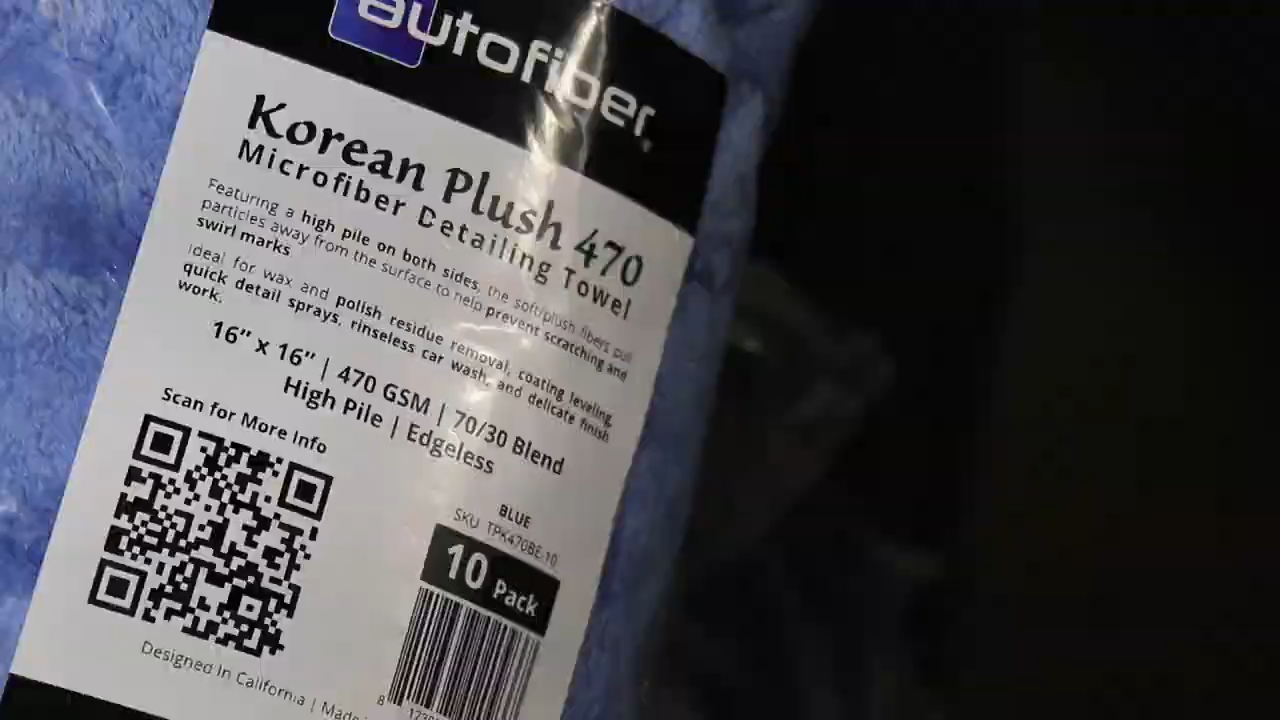 autofiber
Korean Plush 470
Microfiber Detailing Towel
Featuring a high pile on both sides, the soft/plush fibers pull
particles away from the surface to help prevent scratching and
swirl marks
Ideal for wax and polish residue removal, coating leveling,
quick detail sprays, rinseless car wash, and delicate finish
work.
16” x 16” | 470 GSM | 70/30 Blend
High Pile | Edgeless
Scan for More Info
BLUE
SKU TPK470BE-10
10 Pack
Designed In California | Made
8